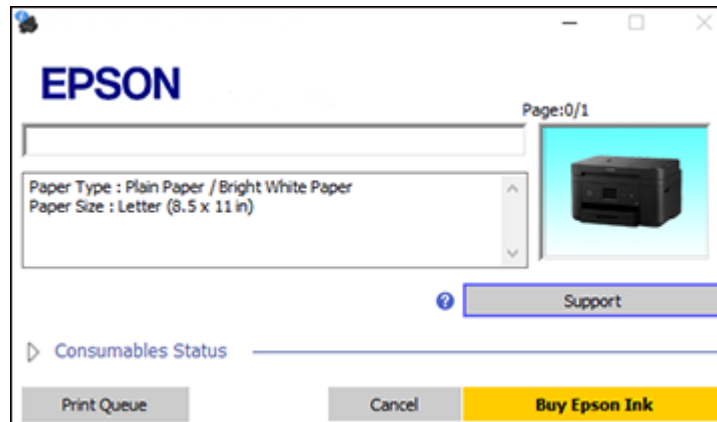 EPSON
Page:0/1
Paper Type : Plain Paper / Bright White Paper
Paper Size : Letter (8.5 x 11 in)
?
Support
Consumables Status
Print Queue
Cancel
Buy Epson Ink